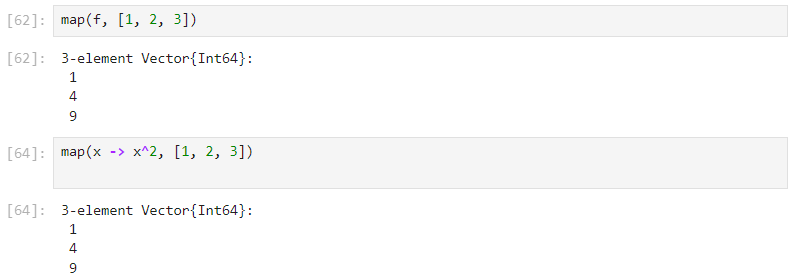 [62]: map(f, [1, 2, 3])
[62]: 3-element Vector{Int64}:
1
4
9
[64]: map(x -> x^2, [1, 2, 3])
[64]: 3-element Vector{Int64}:
1
4
9